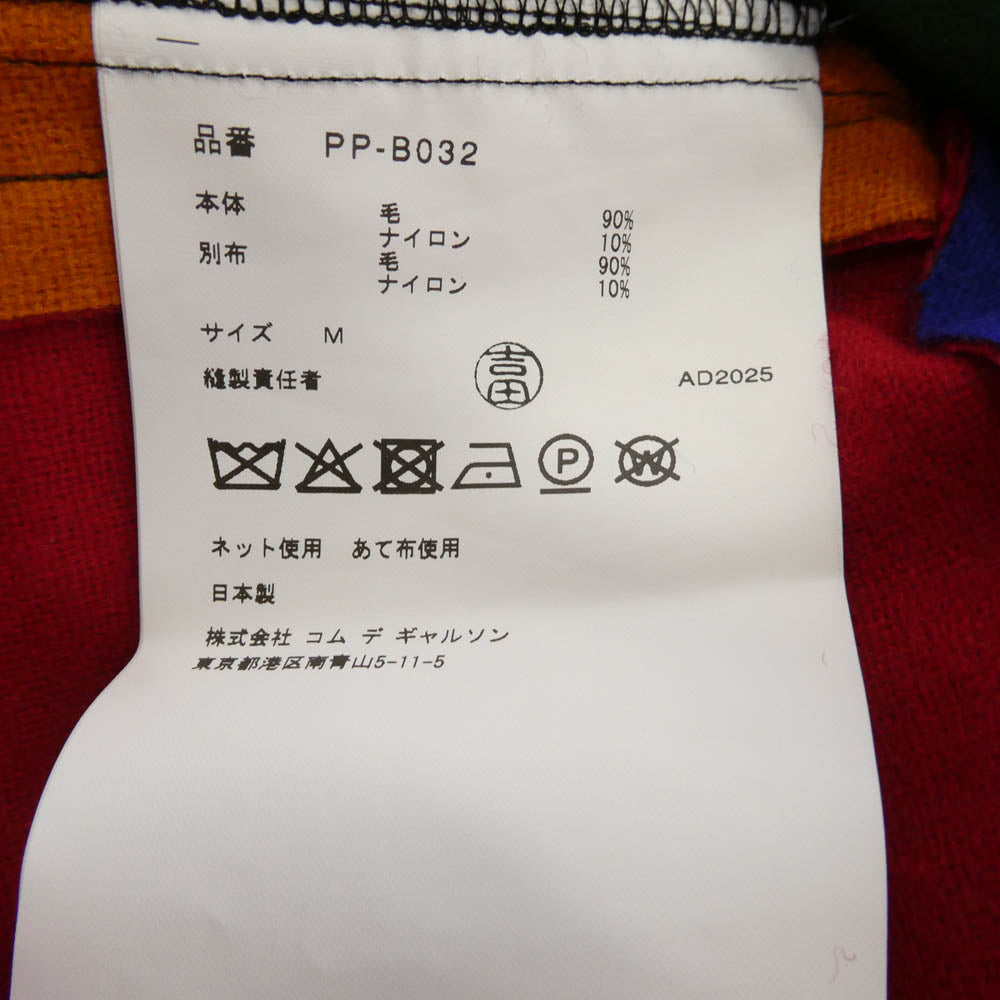 品番 PP-B032
本体 毛 90%
ナイロン 10%
別布 毛 90%
ナイロン 10%
サイズ M
縫製責任者 吉田 AD2025
P W
ネット使用 あて布使用
日本製
株式会社 コム デ ギャルソン
東京都港区南青山5-11-5